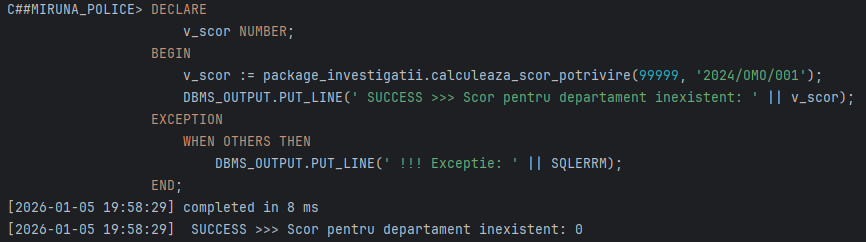 C##MIRUNA_POLICE> DECLARE
v_scor NUMBER;
BEGIN
v_scor := package_investigatii.calculeaza_scor_potrivire(99999, '2024/OMO/001');
DBMS_OUTPUT.PUT_LINE(' SUCCESS >>> Scor pentru departament inexistent: ' || v_scor);
EXCEPTION
WHEN OTHERS THEN
DBMS_OUTPUT.PUT_LINE(' !!! Exceptie: ' || SQLERRM);
END;
[2026-01-05 19:58:29] completed in 8 ms
[2026-01-05 19:58:29]  SUCCESS >>> Scor pentru departament inexistent: 0